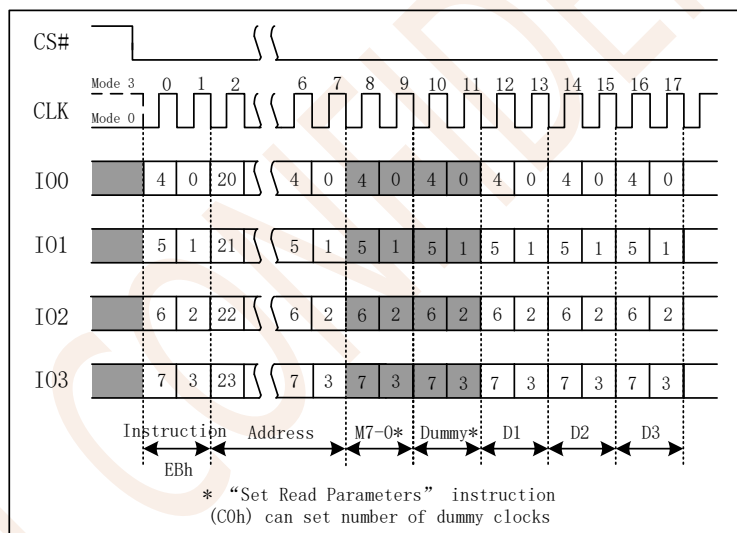 CS#
Mode 3 0 1 2 6 7 8 9 10 11 12 13 14 15 16 17
CLK
Mode 0
IO0 4 0 20 4 0 4 0 4 0 4 0 4 0 4 0
IO1 5 1 21 5 1 5 1 5 1 5 1 5 1 5 1
IO2 6 2 22 6 2 6 2 6 2 6 2 6 2 6 2
IO3 7 3 23 7 3 7 3 7 3 7 3 7 3 7 3
Instruction Address M7-0* Dummy* D1 D2 D3
EBh
* “Set Read Parameters” instruction
(C0h) can set number of dummy clocks